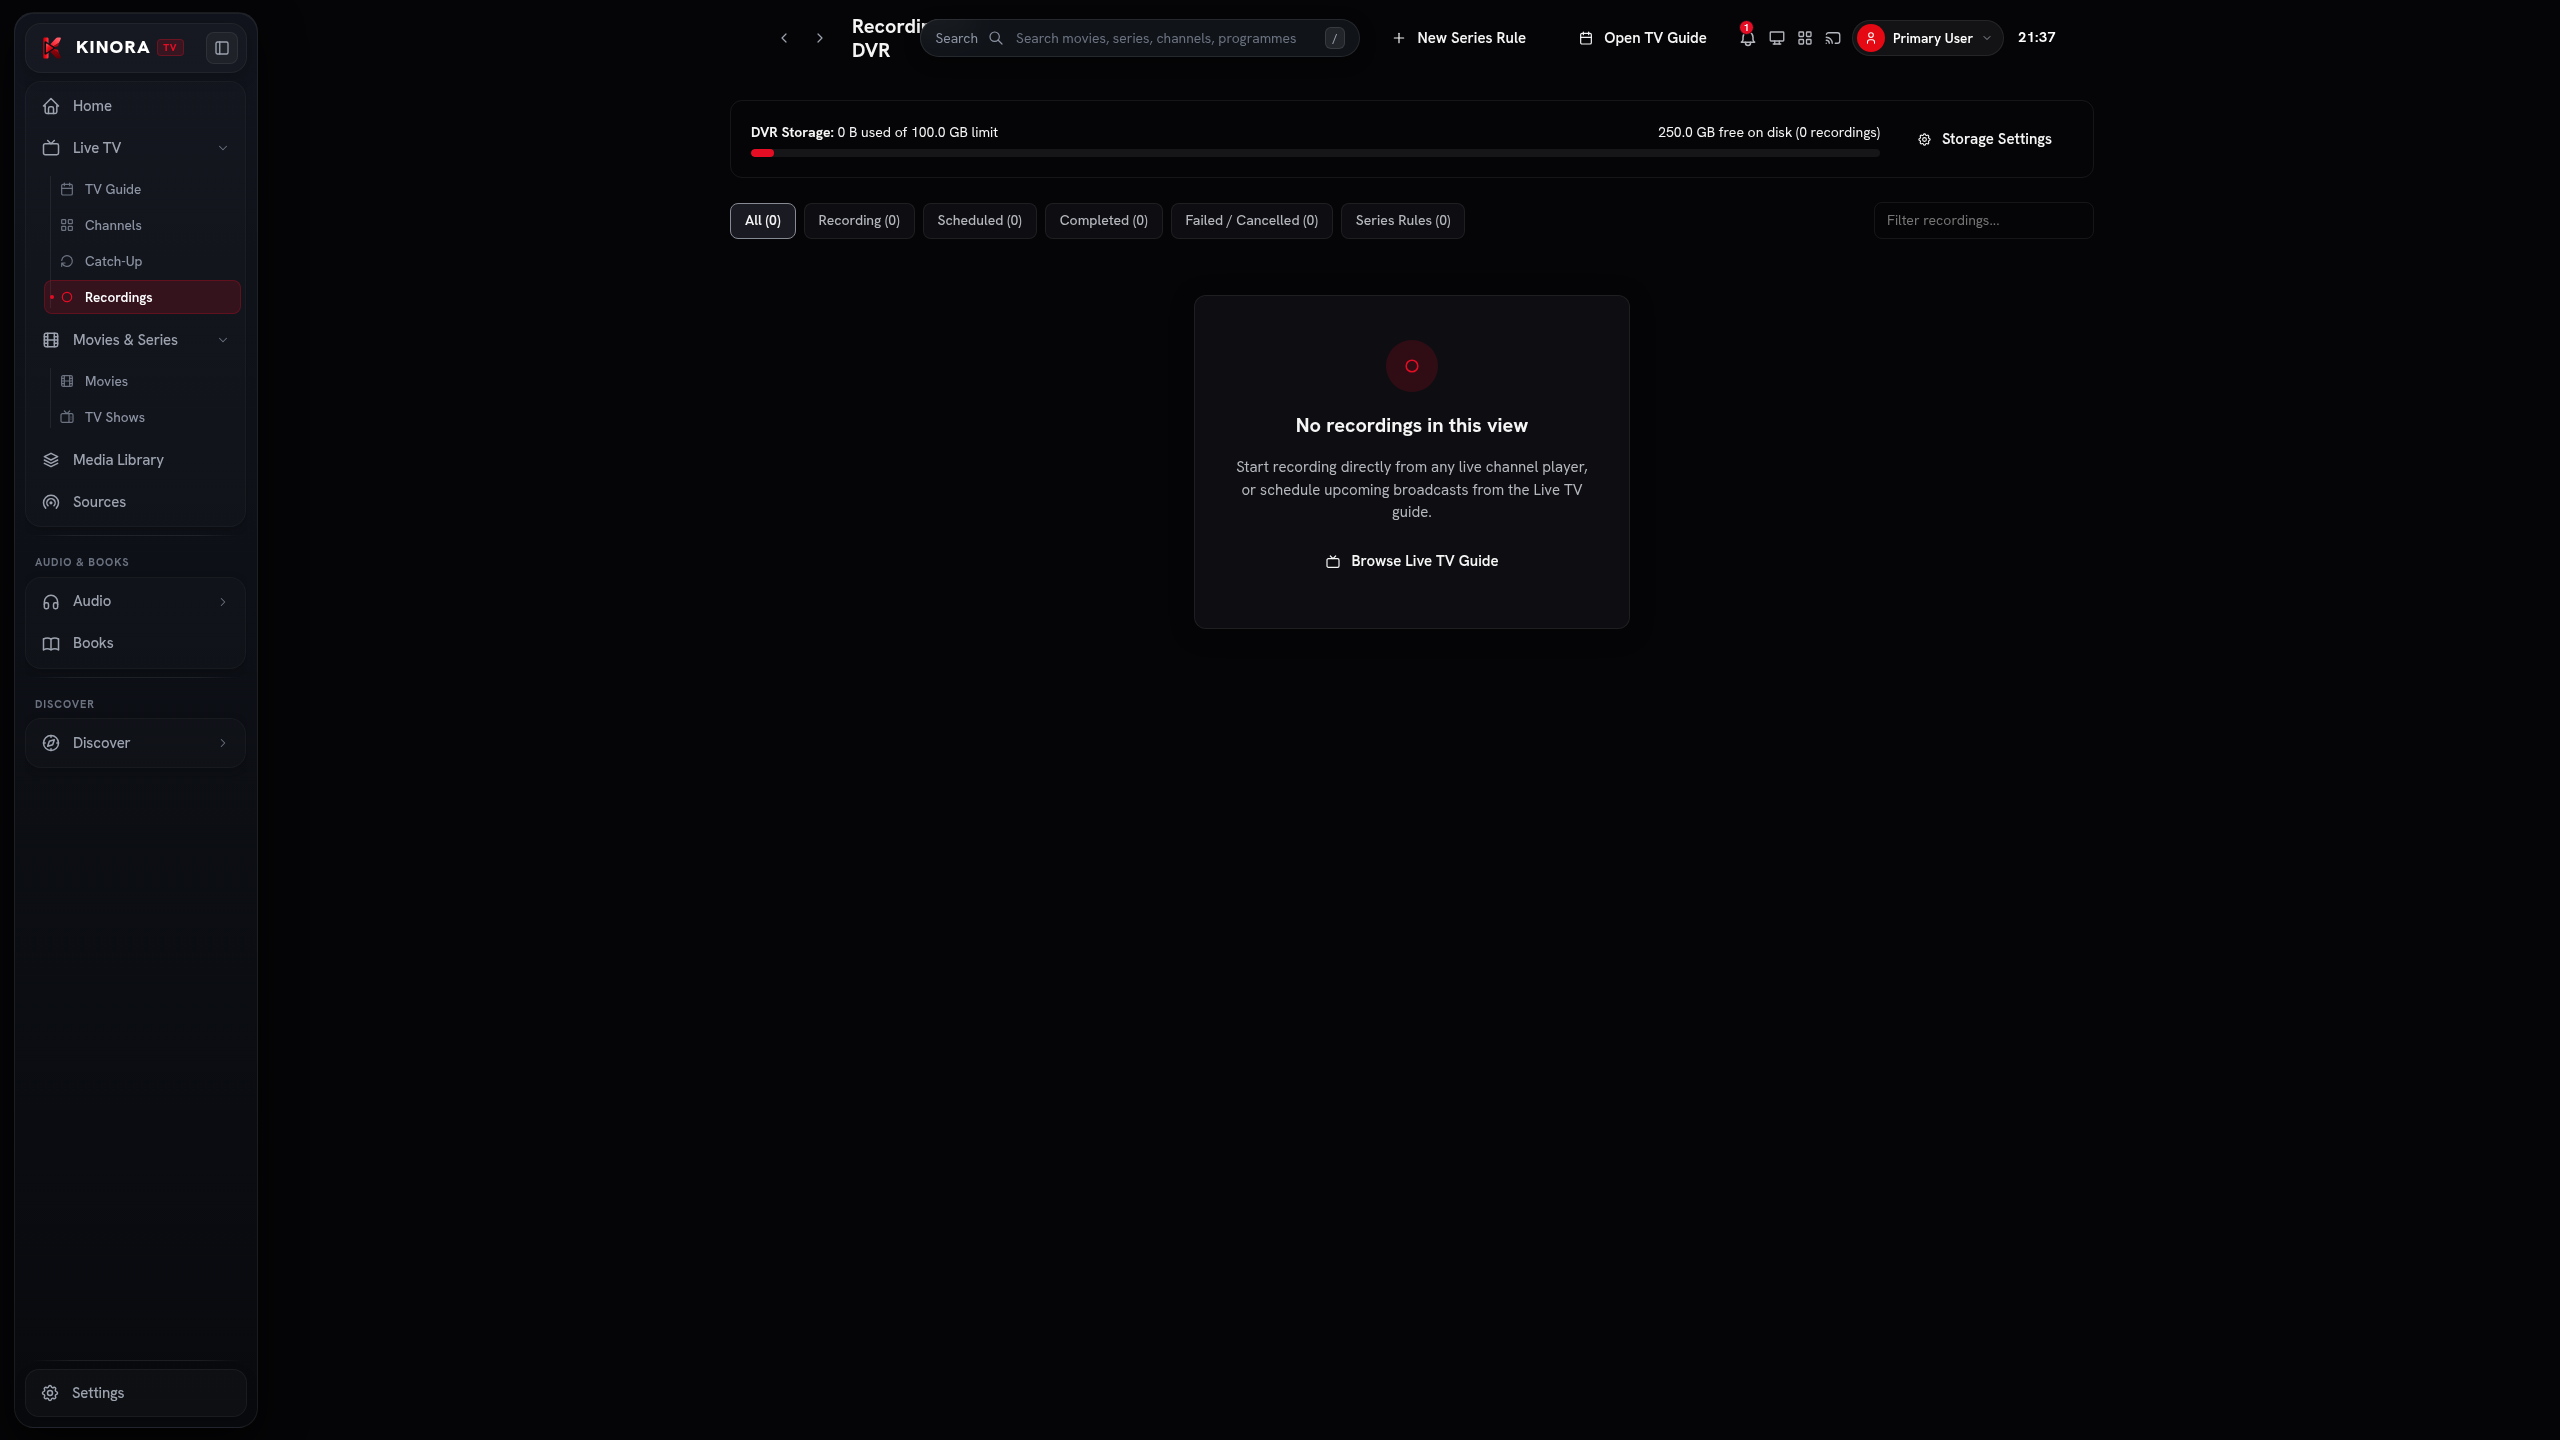 KINORA TV
Home
Live TV
TV Guide
Channels
Catch-Up
Recordings
Movies & Series
Movies
TV Shows
Media Library
Sources
AUDIO & BOOKS
Audio
Books
DISCOVER
Discover
Settings
DVR
Search
Search movies, series, channels, programmes
/
New Series Rule
Open TV Guide
1
Primary User
21:37
DVR Storage: 0 B used of 100.0 GB limit
250.0 GB free on disk (0 recordings)
Storage Settings
All (0)
Recording (0)
Scheduled (0)
Completed (0)
Failed / Cancelled (0)
Series Rules (0)
Filter recordings...
No recordings in this view
Start recording directly from any live channel player,
or schedule upcoming broadcasts from the Live TV
guide.
Browse Live TV Guide